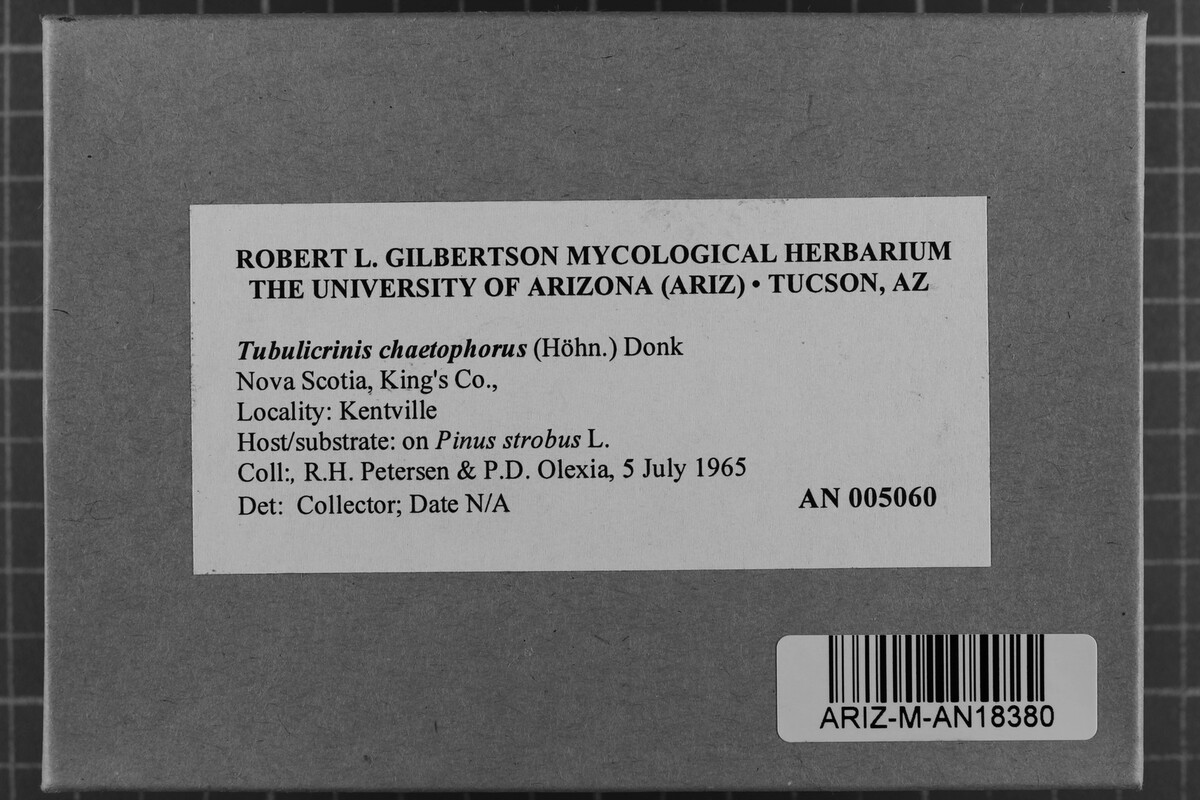 ROBERT L. GILBERTSON MYCOLOGICAL HERBARIUM
THE UNIVERSITY OF ARIZONA (ARIZ) • TUCSON, AZ
Tubulicrinis chaetophorus (Höhn.) Donk
Nova Scotia, King's Co.,
Locality: Kentville
Host/substrate: on Pinus strobus L.
Coll:, R.H. Petersen & P.D. Olexia, 5 July 1965
Det: Collector; Date N/A
AN 005060
ARIZ-M-AN18380